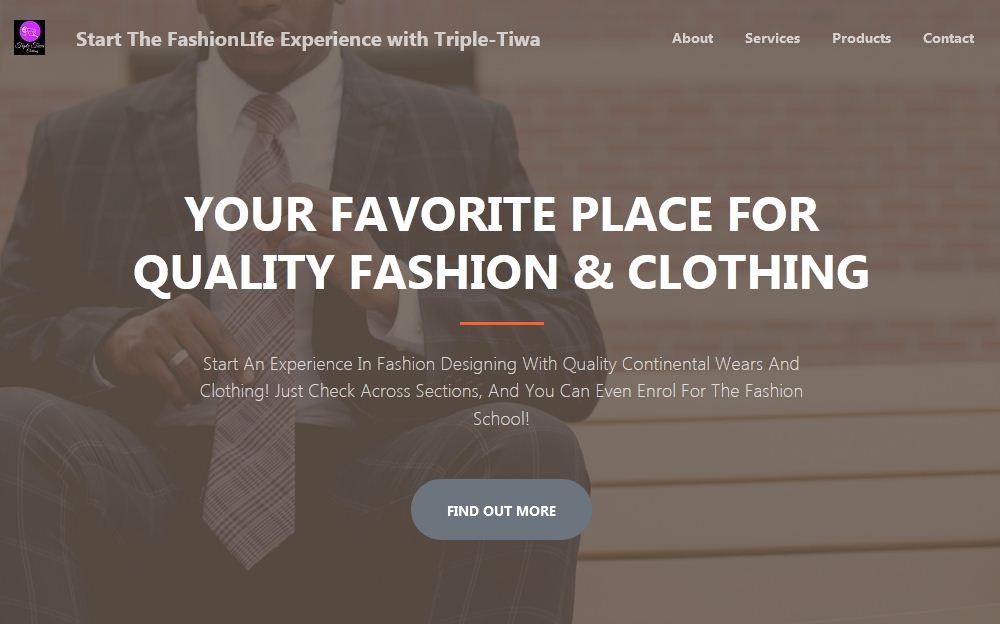 Start The FashionLIfe Experience with Triple-Tiwa
About
Services
Products
Contact
YOUR FAVORITE PLACE FOR
QUALITY FASHION & CLOTHING
Start An Experience In Fashion Designing With Quality Continental Wears And
Clothing! Just Check Across Sections, And You Can Even Enrol For The Fashion
School!
FIND OUT MORE